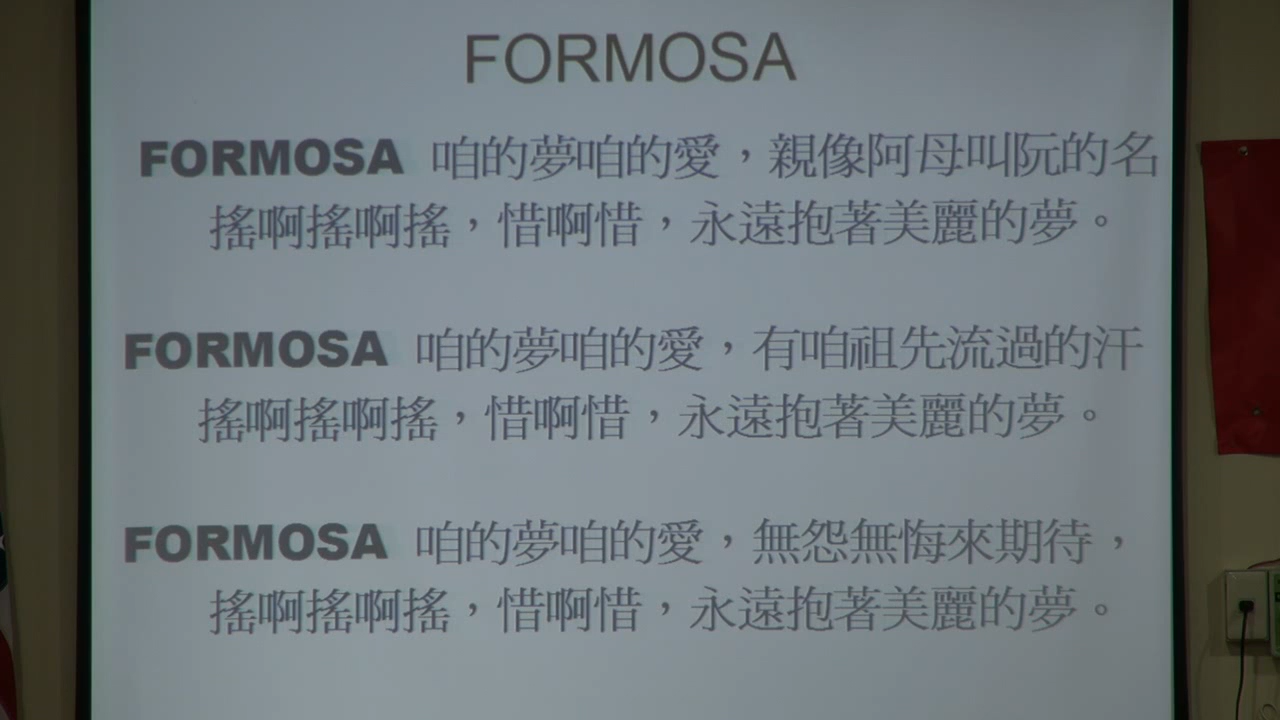 FORMOSA
FORMOSA 咱的夢咱的愛，親像阿母叫阮的名
搖啊搖啊搖，惜啊惜，永遠抱著美麗的夢。
FORMOSA 咱的夢咱的愛，有咱祖先流過的汗
搖啊搖啊搖，惜啊惜，永遠抱著美麗的夢。
FORMOSA 咱的夢咱的愛，無怨無悔來期待，
搖啊搖啊搖，惜啊惜，永遠抱著美麗的夢。